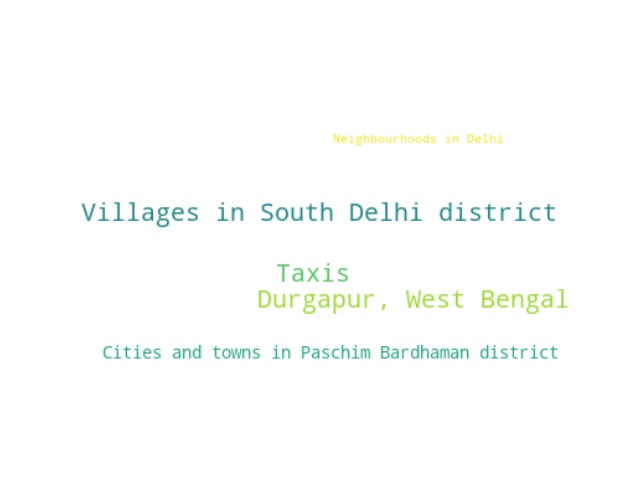 Neighbourhoods in Delhi
Villages in South Delhi district
Taxis
Durgapur, West Bengal
Cities and towns in Paschim Bardhaman district